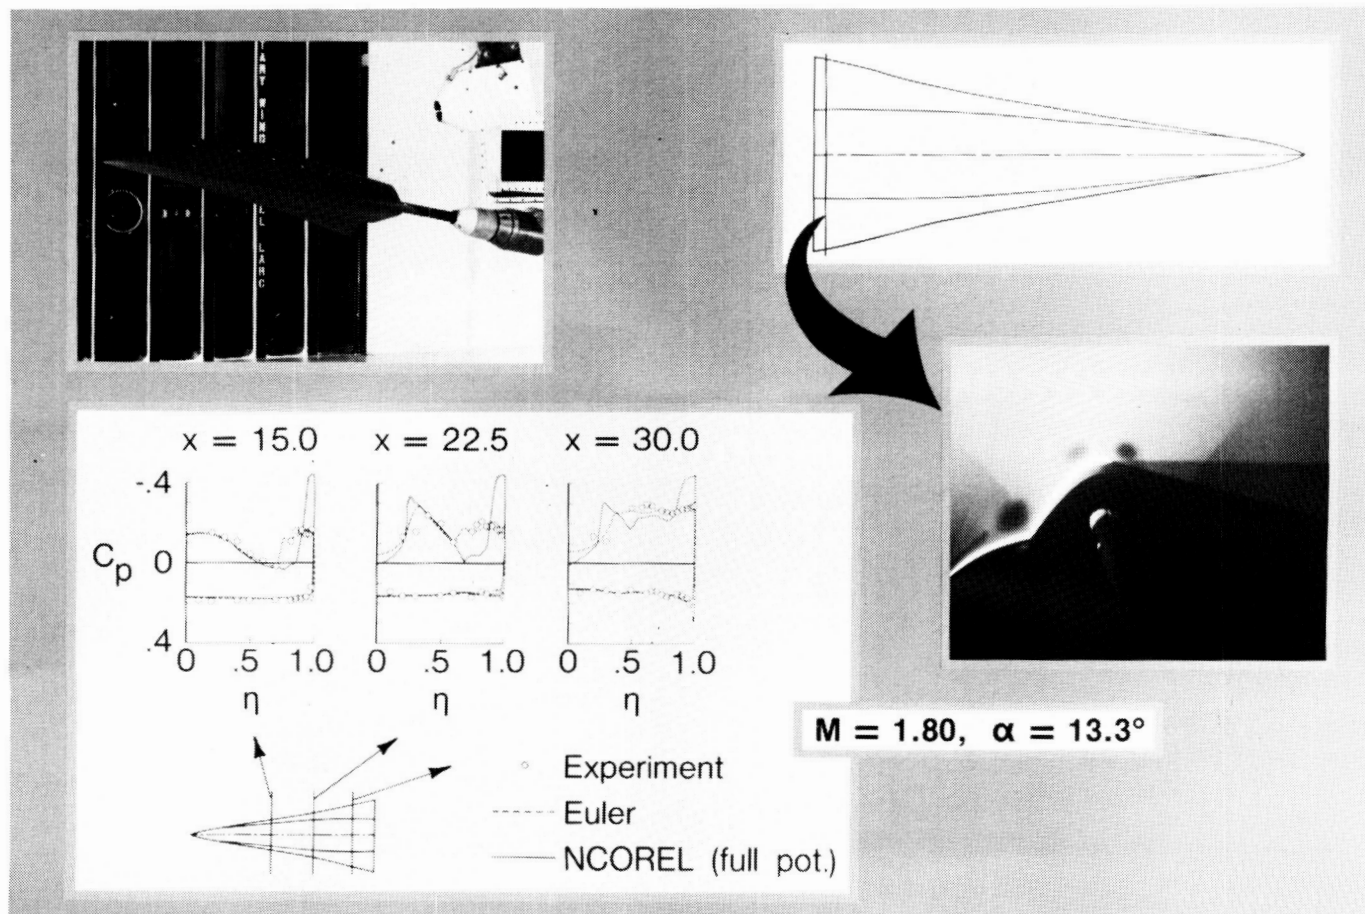 x = 15.0 x = 22.5 x = 30.0
-.4
Cp 0
.4
0 .5 1.0 0 .5 1.0 0 .5 1.0
η η η
Experiment
Euler
NCOREL (full pot.)
M = 1.80, α = 13.3°